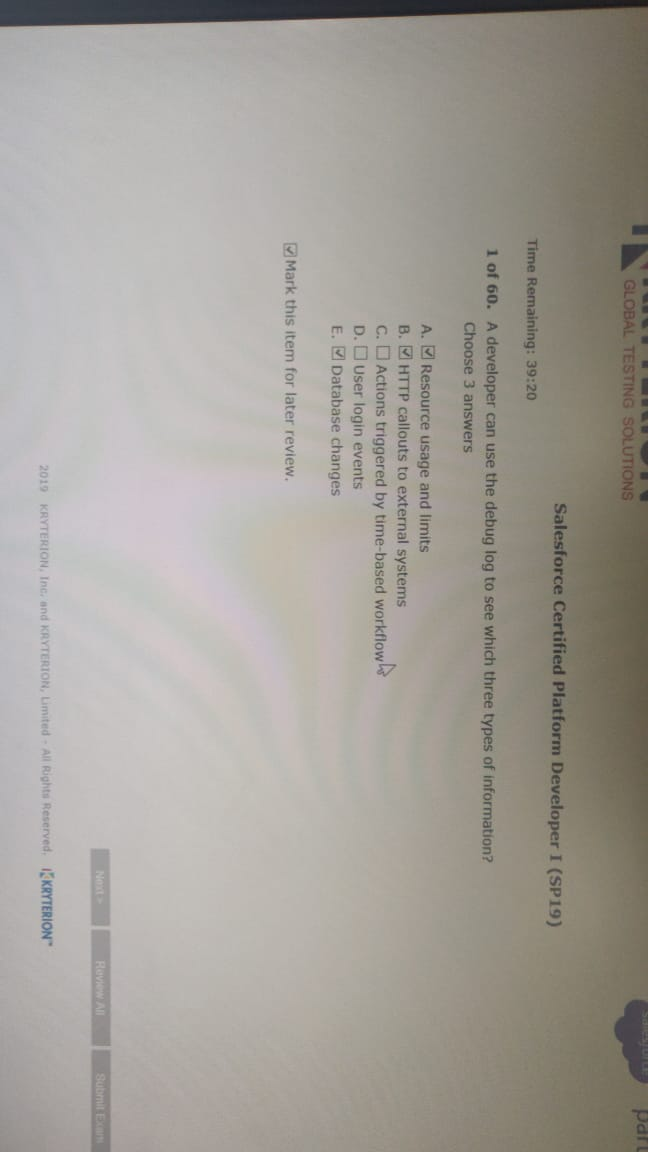 GLOBAL TESTING SOLUTIONS
Salesforce Certified Platform Developer I (SP19)
Time Remaining: 39:20
1 of 60. A developer can use the debug log to see which three types of information?
Choose 3 answers
A. Resource usage and limits
B. HTTP callouts to external systems
C. Actions triggered by time-based workflow
D. User login events
E. Database changes
Mark this item for later review.
Next >
Review All
Submit Exam
2019 KRYTERION, Inc. and KRYTERION, Limited - All Rights Reserved. KRYTERION™